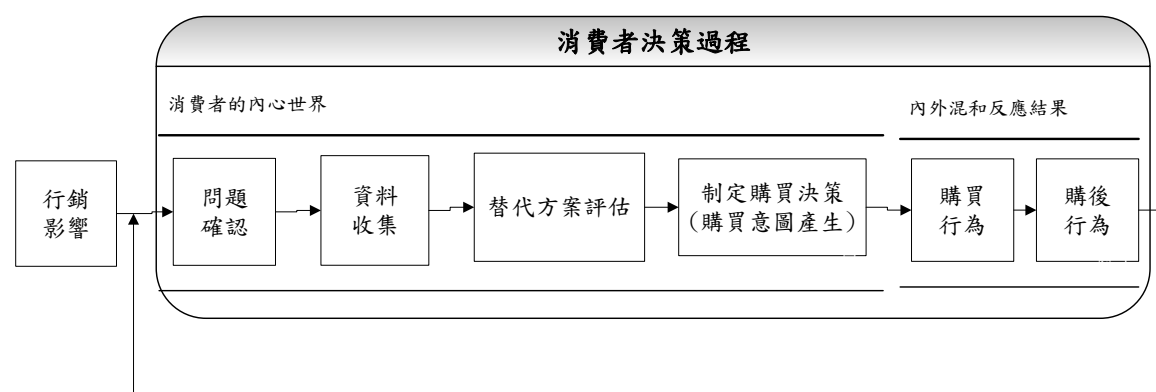 消費者決策過程
消費者的內心世界
內外混和反應結果
行銷
影響
問題
確認
資料
收集
替代方案評估
制定購買決策
(購買意圖產生)
購買
行為
購後
行為